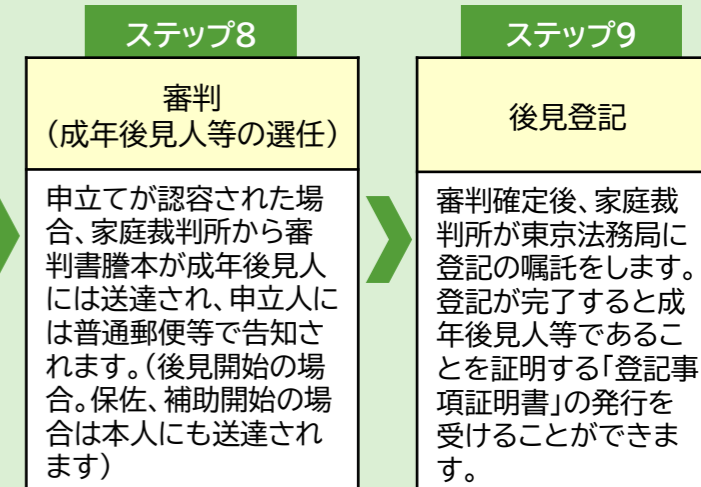 ステップ8
審判
（成年後見人等の選任）
申立てが認容された場
合、家庭裁判所から審
判書謄本が成年後見人
には送達され、申立人に
は普通郵便等で告知さ
れます。（後見開始の場
合。保佐、補助開始の場
合は本人にも送達され
ます）
ステップ9
後見登記
審判確定後、家庭裁
判所が東京法務局に
登記の嘱託をします。
登記が完了すると成
年後見人等であるこ
とを証明する「登記事
項証明書」の発行を
受けることができま
す。